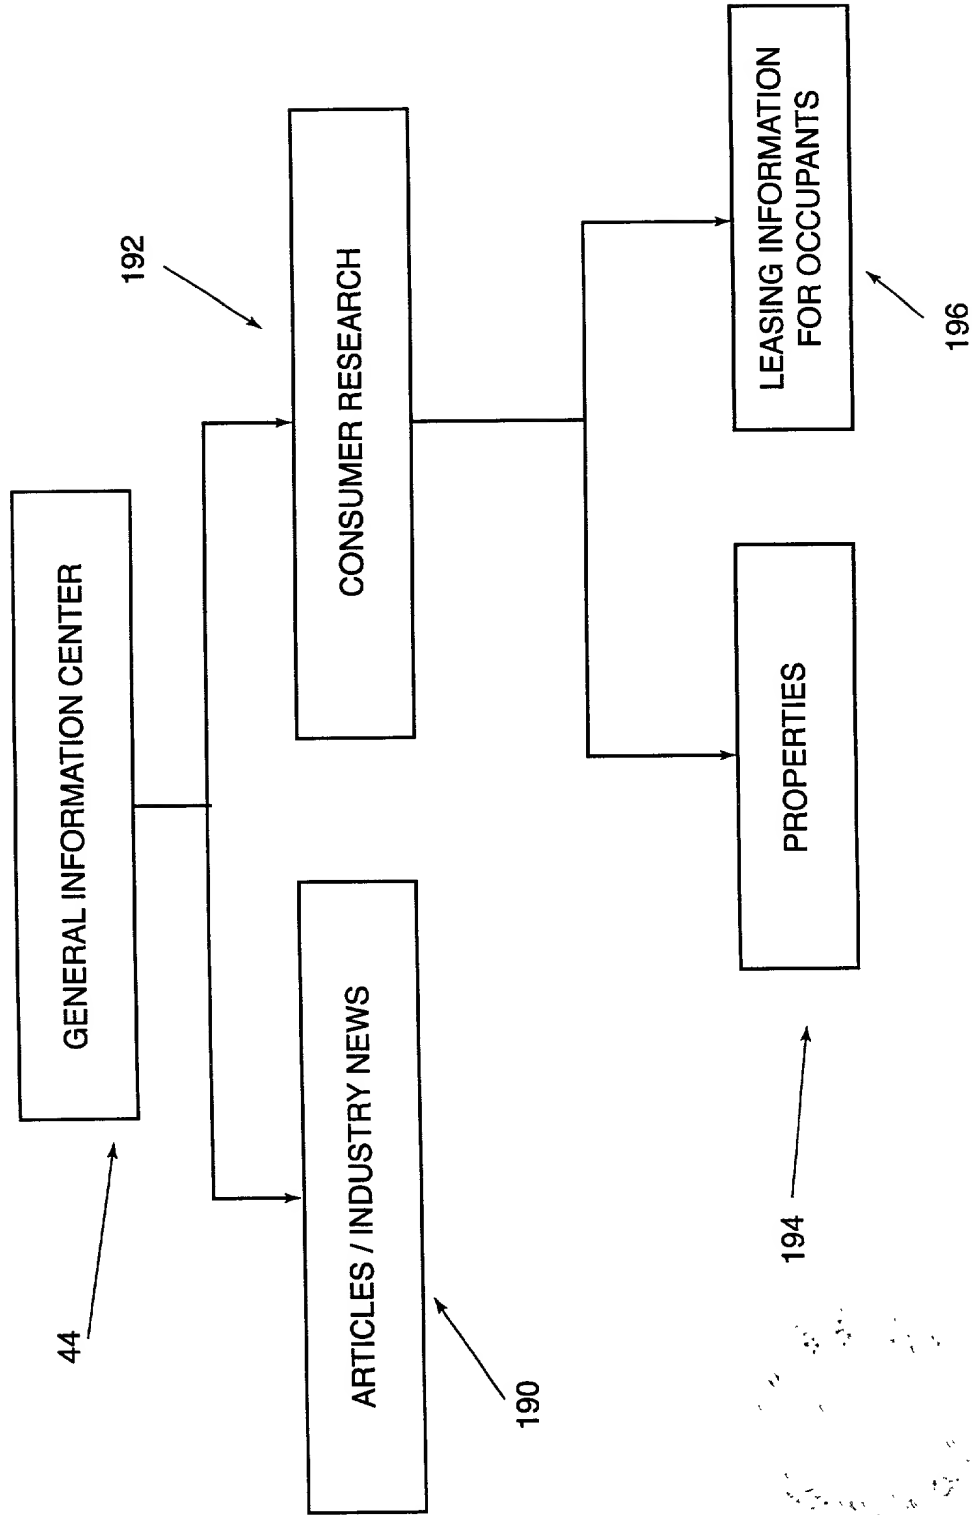 GENERAL INFORMATION CENTER
44
192
ARTICLES / INDUSTRY NEWS
CONSUMER RESEARCH
190
PROPERTIES
LEASING INFORMATION
FOR OCCUPANTS
194
196